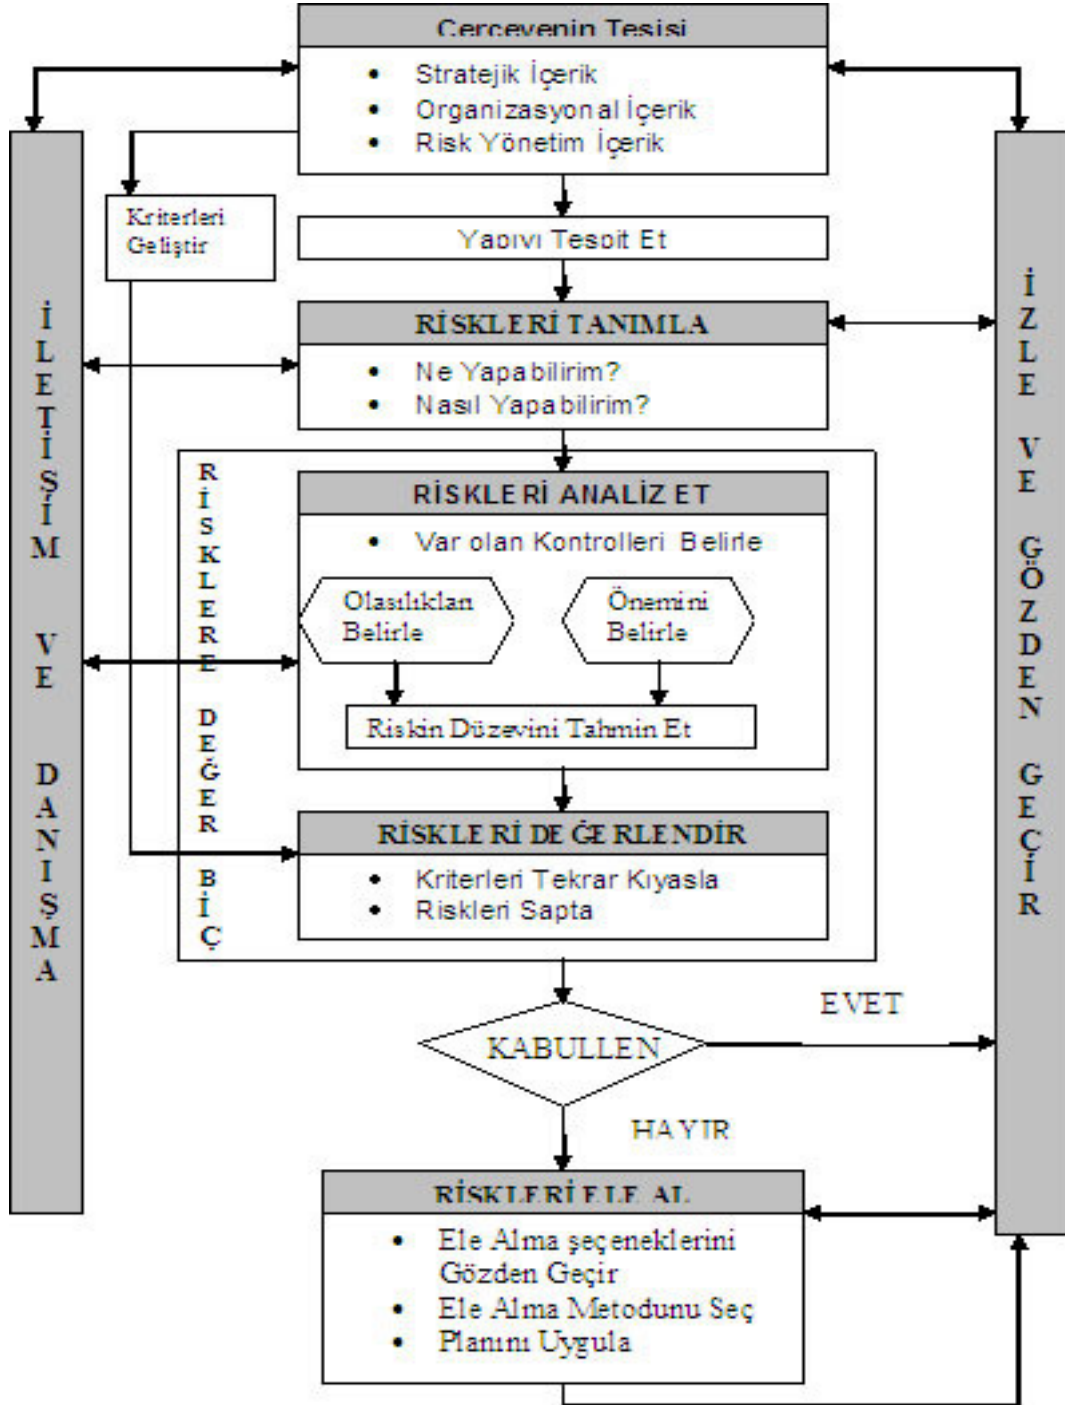 Çerçevenin Tesisi
• Stratejik İçerik
• Organizasyonal İçerik
• Risk Yönetim İçerik
Kriterleri
Geliştir
Yapıyı Tespit Et
RİSKLERİ TANIMLA
• Ne Yapabilirim?
• Nasıl Yapabilirim?
RİSKLERE DEĞER BİÇ
RİSKLERİ ANALİZ ET
• Var olan Kontrolleri Belirle
Olasılıkları
Belirle
Önemini
Belirle
Riskin Düzeyini Tahmin Et
RİSKLERİ DEĞERLENDİR
• Kriterleri Tekrar Kıyasla
• Riskleri Sapta
KABULLEN
EVET
HAYIR
RİSKLERİ ELE AL
• Ele Alma seçeneklerini
Gözden Geçir
• Ele Alma Metodunu Seç
• Planını Uygula
İLETİŞİM VE DANIŞMA
İZLE VE GÖZDEN GEÇİR